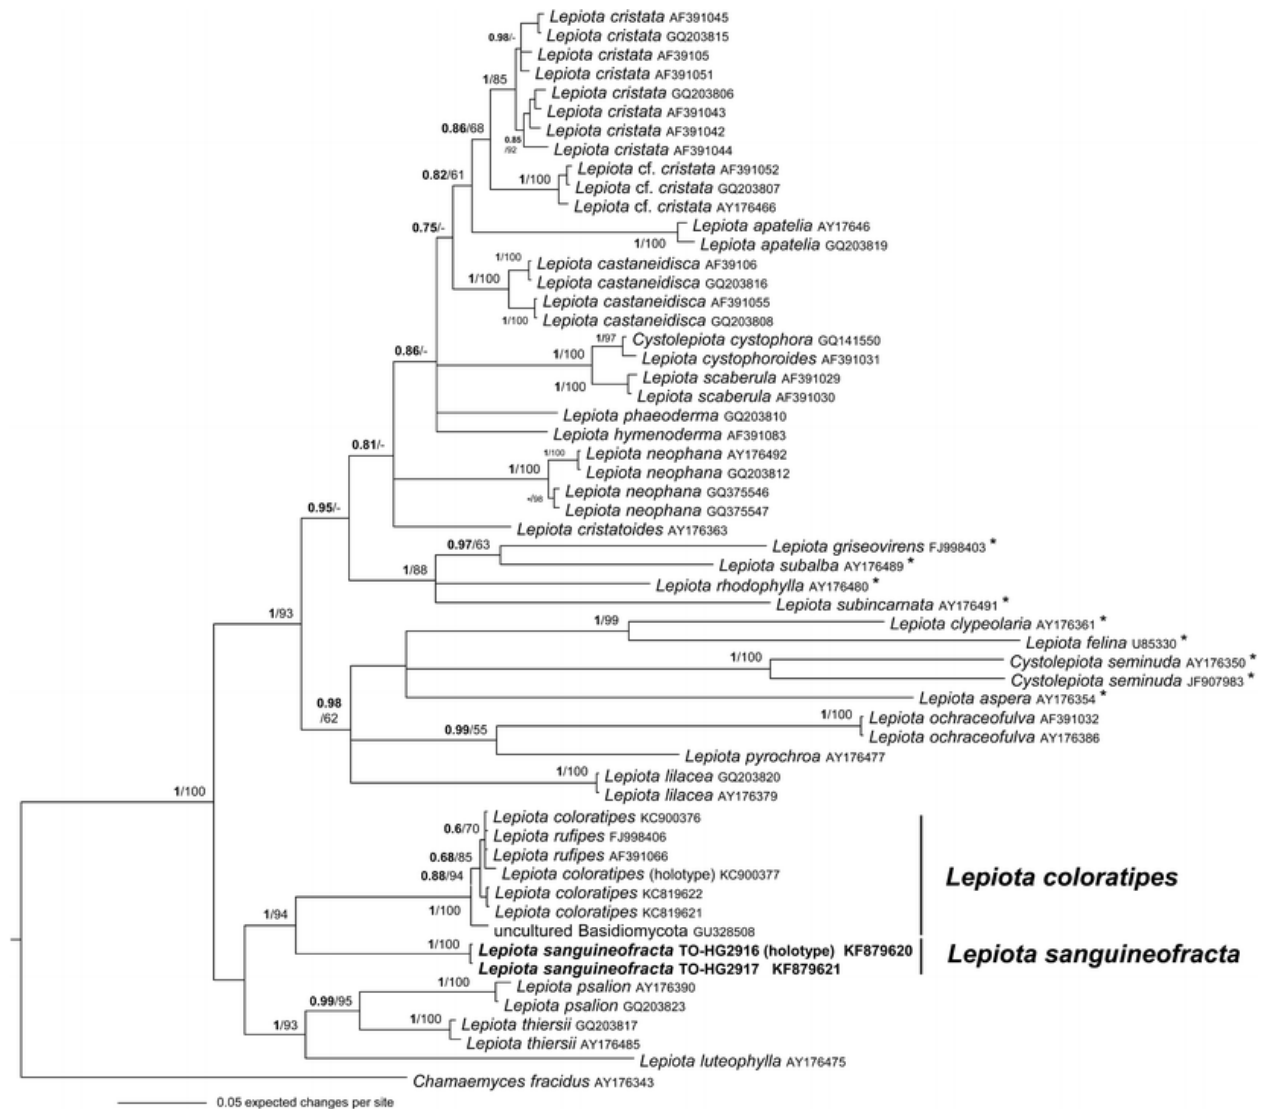 Lepiota cristata AF391045
0.98/-
Lepiota cristata GQ203815
Lepiota cristata AF39105
Lepiota cristata AF391051
1/85
Lepiota cristata GQ203806
Lepiota cristata AF391043
0.86/68
Lepiota cristata AF391042
0.85
/92
Lepiota cristata AF391044
Lepiota cf. cristata AF391052
0.82/61
1/100
Lepiota cf. cristata GQ203807
Lepiota cf. cristata AY176466
0.75/-
Lepiota apatelia AY17646
1/100
Lepiota apatelia GQ203819
1/100
Lepiota castaneidisca AF39106
1/100
Lepiota castaneidisca GQ203816
Lepiota castaneidisca AF391055
1/100
Lepiota castaneidisca GQ203808
1/97
Cystolepiota cystophora GQ141550
0.86/-
1/100
Lepiota cystophoroides AF391031
Lepiota scaberula AF391029
1/100
Lepiota scaberula AF391030
Lepiota phaeoderma GQ203810
Lepiota hymenoderma AF391083
0.81/-
1/100
Lepiota neophana AY176492
1/100
Lepiota neophana GQ203812
Lepiota neophana GQ375546
Lepiota neophana GQ375547
0.95/-
Lepiota cristatoides AY176363
0.97/63
Lepiota griseovirens FJ998403 *
Lepiota subalba AY176489 *
1/88
Lepiota rhodophylla AY176480 *
Lepiota subincarnata AY176491 *
1/93
1/99
Lepiota clypeolaria AY176361 *
Lepiota felina U85330 *
1/100
Cystolepiota seminuda AY176350 *
Cystolepiota seminuda JF907983 *
Lepiota aspera AY176354 *
0.98
/62
1/100
Lepiota ochraceofulva AF391032
0.99/55
Lepiota ochraceofulva AY176386
Lepiota pyrochroa AY176477
1/100
Lepiota lilacea GQ203820
Lepiota lilacea AY176379
1/100
Lepiota coloratipes KC900376
0.6/70
Lepiota rufipes FJ998406
0.68/85
Lepiota rufipes AF391066
0.88/94
Lepiota coloratipes (holotype) KC900377
Lepiota coloratipes
Lepiota coloratipes KC819622
1/100
Lepiota coloratipes KC819621
1/94
uncultured Basidiomycota GU328508
1/100
Lepiota sanguineofracta TO-HG2916 (holotype) KF879620
Lepiota sanguineofracta
Lepiota sanguineofracta TO-HG2917 KF879621
1/100
Lepiota psalion AY176390
0.99/95
Lepiota psalion GQ203823
1/93
1/100
Lepiota thiersii GQ203817
Lepiota thiersii AY176485
Lepiota luteophylla AY176475
Chamaemyces fracidus AY176343
0.05 expected changes per site